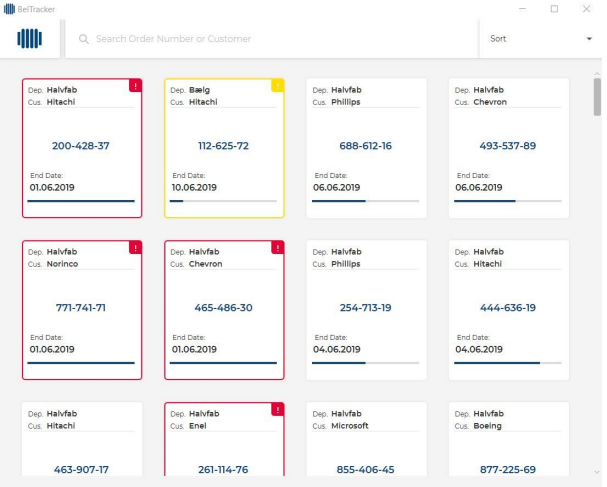 BelTracker
Search Order Number or Customer
Sort
Dep. Halvfab
Cus. Hitachi
200-428-37
End Date:
01.06.2019
Dep. Bælg
Cus. Hitachi
112-625-72
End Date:
10.06.2019
Dep. Halvfab
Cus. Phillips
688-612-16
End Date:
06.06.2019
Dep. Halvfab
Cus. Chevron
493-537-89
End Date:
06.06.2019
Dep. Halvfab
Cus. Norinco
771-741-71
End Date:
01.06.2019
Dep. Halvfab
Cus. Chevron
465-486-30
End Date:
01.06.2019
Dep. Halvfab
Cus. Phillips
254-713-19
End Date:
04.06.2019
Dep. Halvfab
Cus. Hitachi
444-636-19
End Date:
04.06.2019
Dep. Halvfab
Cus. Hitachi
463-907-17
Dep. Halvfab
Cus. Enel
261-114-76
Dep. Halvfab
Cus. Microsoft
855-406-45
Dep. Halvfab
Cus. Boeing
877-225-69